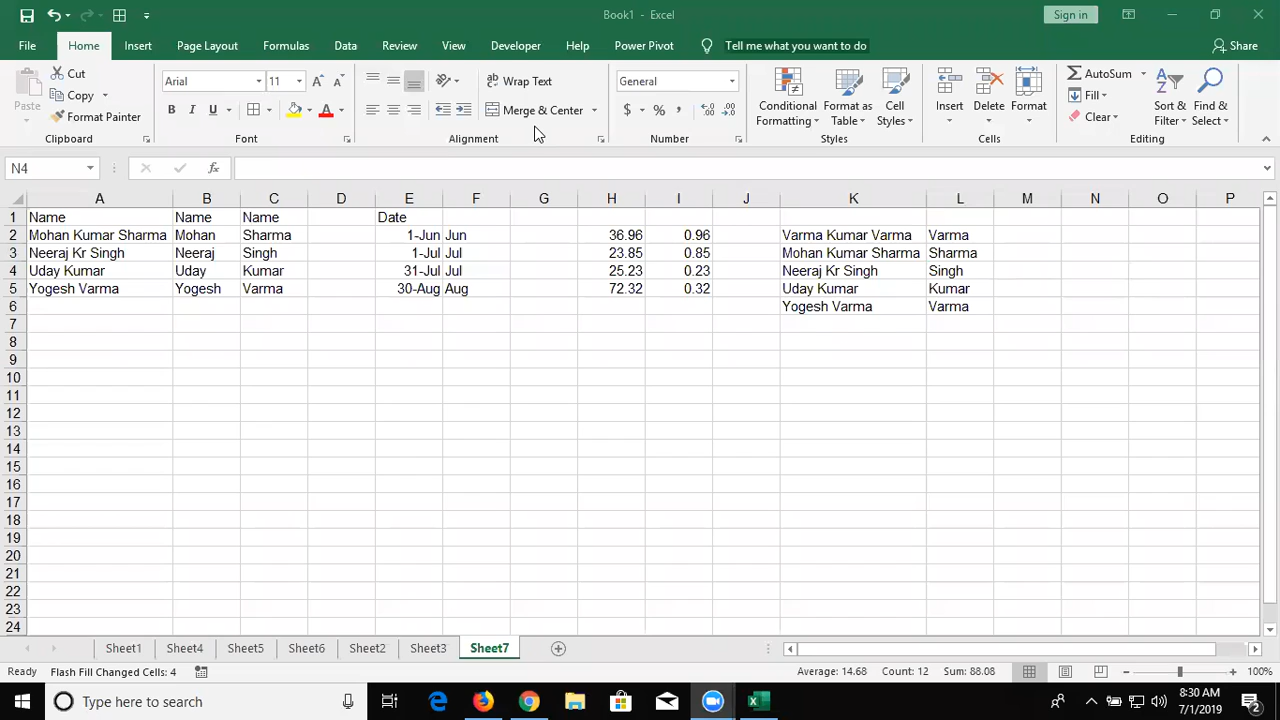 Book1 - Excel
Sign in
File Home Insert Page Layout Formulas Data Review View Developer Help Power Pivot Tell me what you want to do Share
Paste
Cut
Copy
Format Painter
Clipboard
Arial 11
B I U
Font
Wrap Text
Merge & Center
Alignment
General
$ % ,
Number
Conditional Formatting
Format as Table
Cell Styles
Styles
Insert Delete Format
Cells
AutoSum
Fill
Clear
Sort & Filter
Find & Select
Editing
N4
fx
A B C D E F G H I J K L M N O P
1 Name Name Name Date
2 Mohan Kumar Sharma Mohan Sharma 1-Jun Jun 36.96 0.96 Varma Kumar Varma Varma
3 Neeraj Kr Singh Neeraj Singh 1-Jul Jul 23.85 0.85 Mohan Kumar Sharma Sharma
4 Uday Kumar Uday Kumar 31-Jul Jul 25.23 0.23 Neeraj Kr Singh Singh
5 Yogesh Varma Yogesh Varma 30-Aug Aug 72.32 0.32 Uday Kumar Kumar
6 Yogesh Varma Varma
7
8
9
10
11
12
13
14
15
16
17
18
19
20
21
22
23
24
Sheet1 Sheet4 Sheet5 Sheet6 Sheet2 Sheet3 Sheet7
Ready Flash Fill Changed Cells: 4 Average: 14.68 Count: 12 Sum: 88.08 100%
Type here to search
8:30 AM
7/1/2019
2